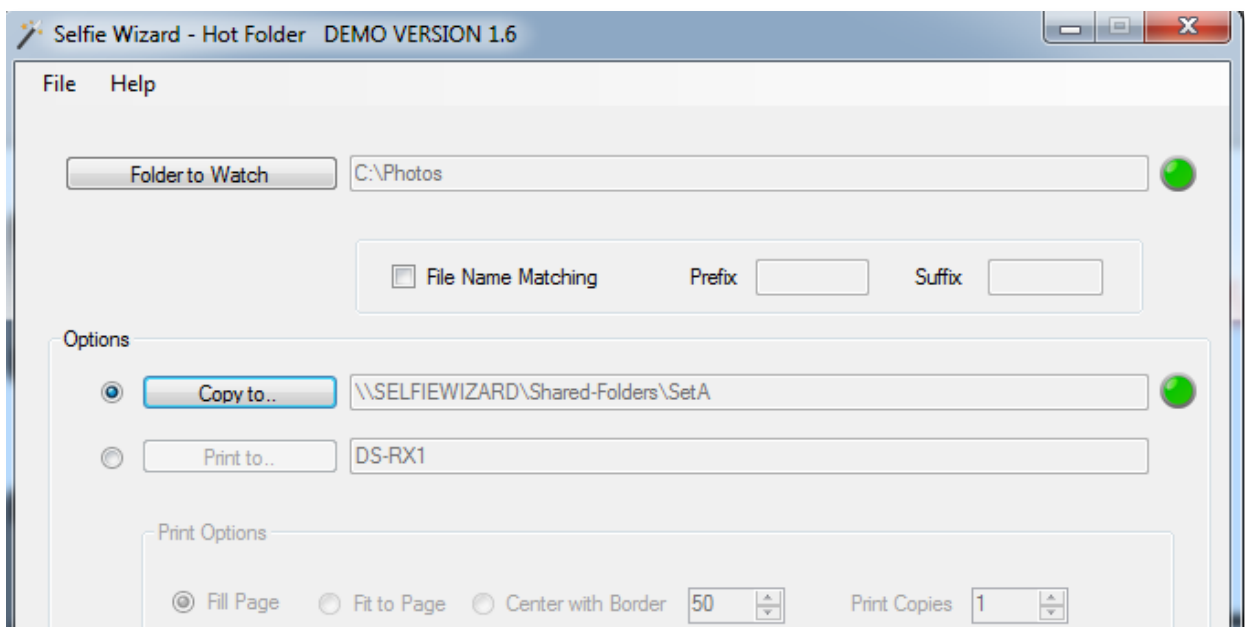 Selfie Wizard - Hot Folder   DEMO VERSION 1.6
File Help
Folder to Watch C:\Photos
File Name Matching Prefix Suffix
Options
Copy to.. \\SELFIEWIZARD\Shared-Folders\SetA
Print to.. DS-RX1
Print Options
Fill Page Fit to Page Center with Border 50 Print Copies 1